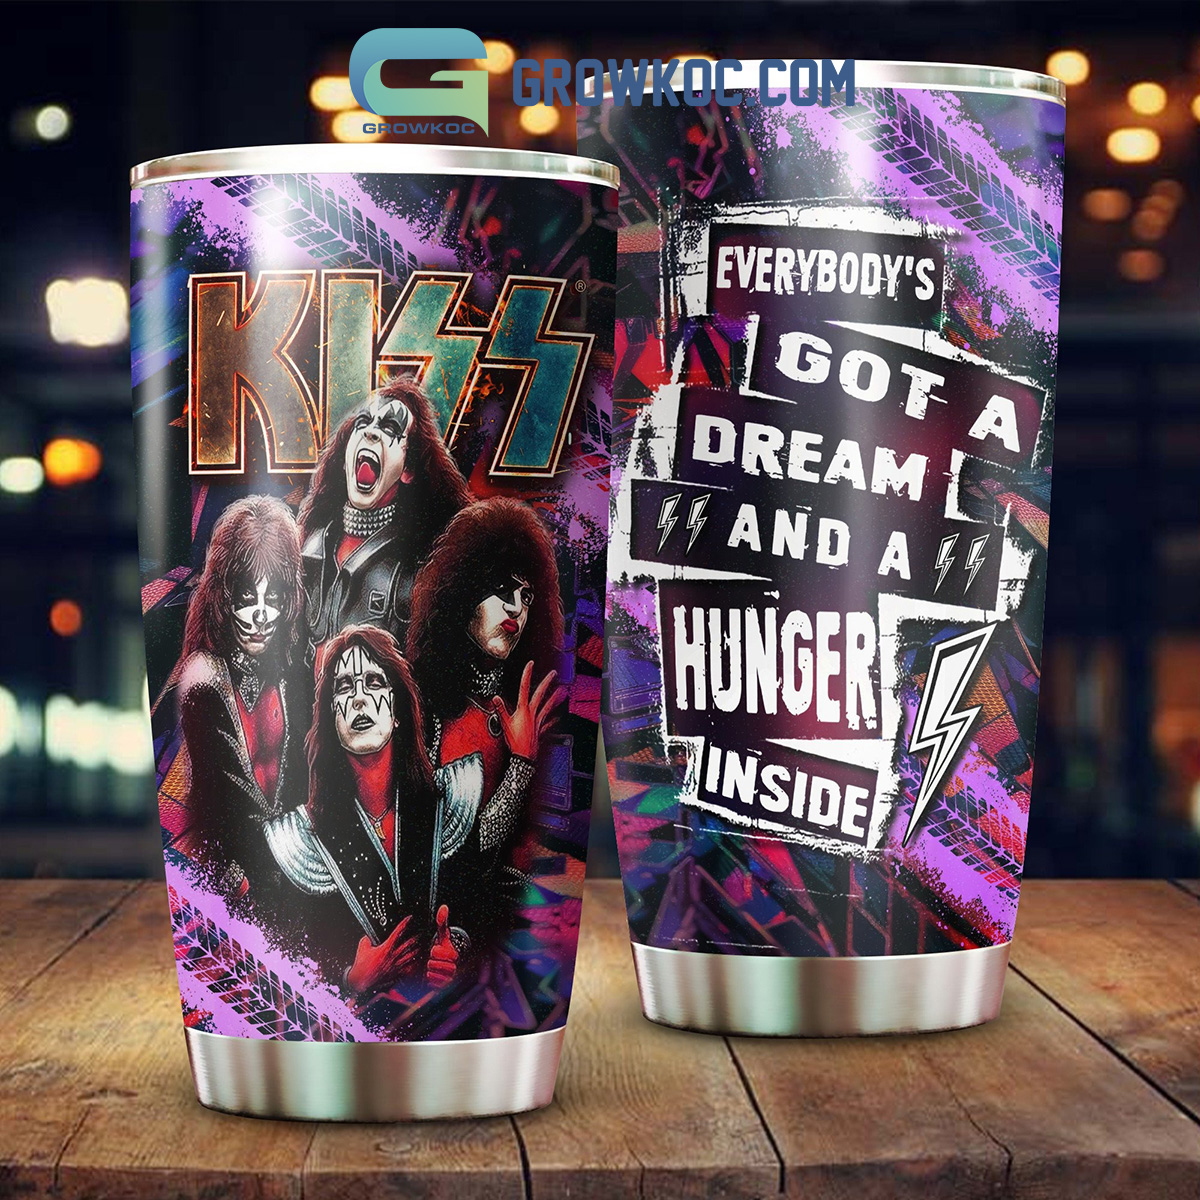 GROWKOC
GROWKOC.COM
KISS®
EVERYBODY'S
GOT A
DREAM
AND A
HUNGER
INSIDE